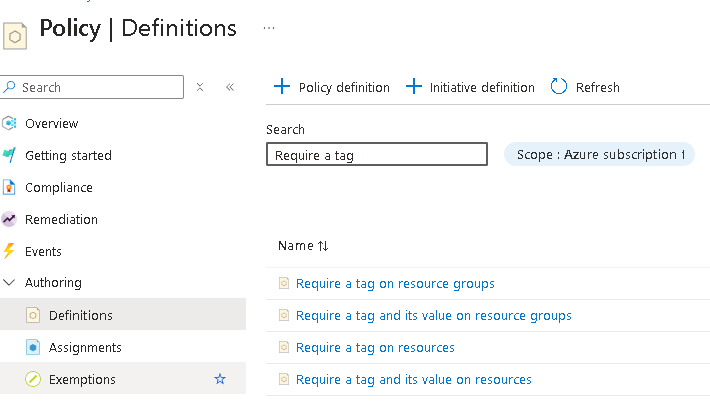 Policy | Definitions ...
Search
Overview
Getting started
Compliance
Remediation
Events
Authoring
Definitions
Assignments
Exemptions
+ Policy definition + Initiative definition Refresh
Search
Require a tag
Scope : Azure subscription 1
Name ↑↓
Require a tag on resource groups
Require a tag and its value on resource groups
Require a tag on resources
Require a tag and its value on resources